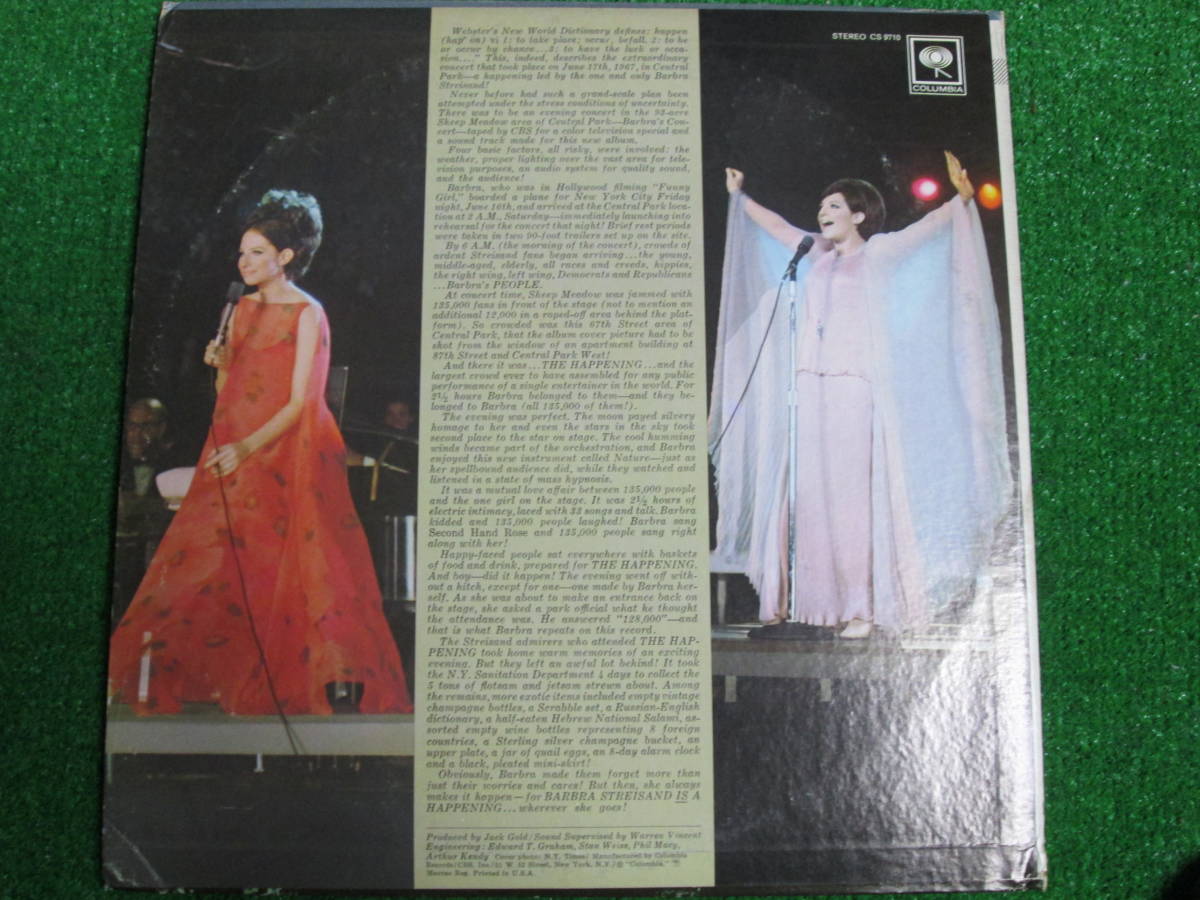 STEREO CS 9710
COLUMBIA
Webster's New World Dictionary defines: happen
(hap' ən) vi 1: to take place; occur, befall. 2: to be
or occur by chance...3: to have the luck or occa-
sion...." This, indeed, describes the extraordinary
concert that took place on June 17th, 1967, in Central
Park—a happening led by the one and only Barbra
Streisand!
Never before had such a grand-scale plan been
attempted under the stress conditions of uncertainty.
There was to be an evening concert in the 93-acre
Sheep Meadow area of Central Park—Barbra's Con-
cert—taped by CBS for a color television special and
a sound track made for this new album.
Four basic factors, all risky, were involved: the
weather, proper lighting over the vast area for tele-
vision purposes, an audio system for quality sound,
and the audience!
Barbra, who was in Hollywood filming "Funny
Girl," boarded a plane for New York City Friday
night, June 16th, and arrived at the Central Park loca-
tion at 2 A.M., Saturday—immediately launching into
rehearsal for the concert that night! Brief rest periods
were taken in two 90-foot trailers set up on the site.
By 6 A.M. (the morning of the concert), crowds of
ardent Streisand fans began arriving...the young,
middle-aged, elderly, all races and creeds, hippies,
the right wing, left wing, Democrats and Republicans
...Barbra's PEOPLE.
At concert time, Sheep Meadow was jammed with
135,000 fans in front of the stage (not to mention an
additional 12,000 in a roped-off area behind the plat-
form). So crowded was this 67th Street area of
Central Park, that the album cover picture had to be
shot from the window of an apartment building at
87th Street and Central Park West!
And there it was...THE HAPPENING...and the
largest crowd ever to have assembled for any public
performance of a single entertainer in the world. For
2½ hours Barbra belonged to them—and they be-
longed to Barbra (all 135,000 of them!).
The evening was perfect. The moon payed silvery
homage to her and even the stars in the sky took
second place to the star on stage. The cool humming
winds became part of the orchestration, and Barbra
enjoyed this new instrument called Nature—just as
her spellbound audience did, while they watched and
listened in a state of mass hypnosis.
It was a mutual love affair between 135,000 people
and the one girl on the stage. It was 2½ hours of
electric intimacy, laced with 33 songs and talk. Barbra
kidded and 135,000 people laughed! Barbra sang
Second Hand Rose and 135,000 people sang right
along with her!
Happy-faced people sat everywhere with baskets
of food and drink, prepared for THE HAPPENING.
And boy—did it happen! The evening went off with-
out a hitch, except for one—one made by Barbra her-
self. As she was about to make an entrance back on
the stage, she asked a park official what he thought
the attendance was. He answered "128,000"—and
that is what Barbra repeats on this record.
The Streisand admirers who attended THE HAP-
PENING took home warm memories of an exciting
evening. But they left an awful lot behind! It took
the N.Y. Sanitation Department 4 days to collect the
5 tons of flotsam and jetsam strewn about. Among
the remains, more exotic items included empty vintage
champagne bottles, a Scrabble set, a Russian-English
dictionary, a half-eaten Hebrew National Salami, as-
sorted empty wine bottles representing 8 foreign
countries, a Sterling silver champagne bucket, an
upper plate, a jar of quail eggs, an 8-day alarm clock
and a black, pleated mini-skirt!
Obviously, Barbra made them forget more than
just their worries and cares! But then, she always
makes it happen—for BARBRA STREISAND IS A
HAPPENING...wherever she goes!
Produced by Jack Gold/Sound Supervised by Warren Vincent
Engineering: Edward T. Graham, Stan Weiss, Phil Macy,
Arthur Kendy Cover photo: N.Y. Times/Manufactured by Columbia
Records/CBS, Inc./51 W. 52 Street, New York, N.Y./® "Columbia,"
Marcas Reg. Printed in U.S.A.